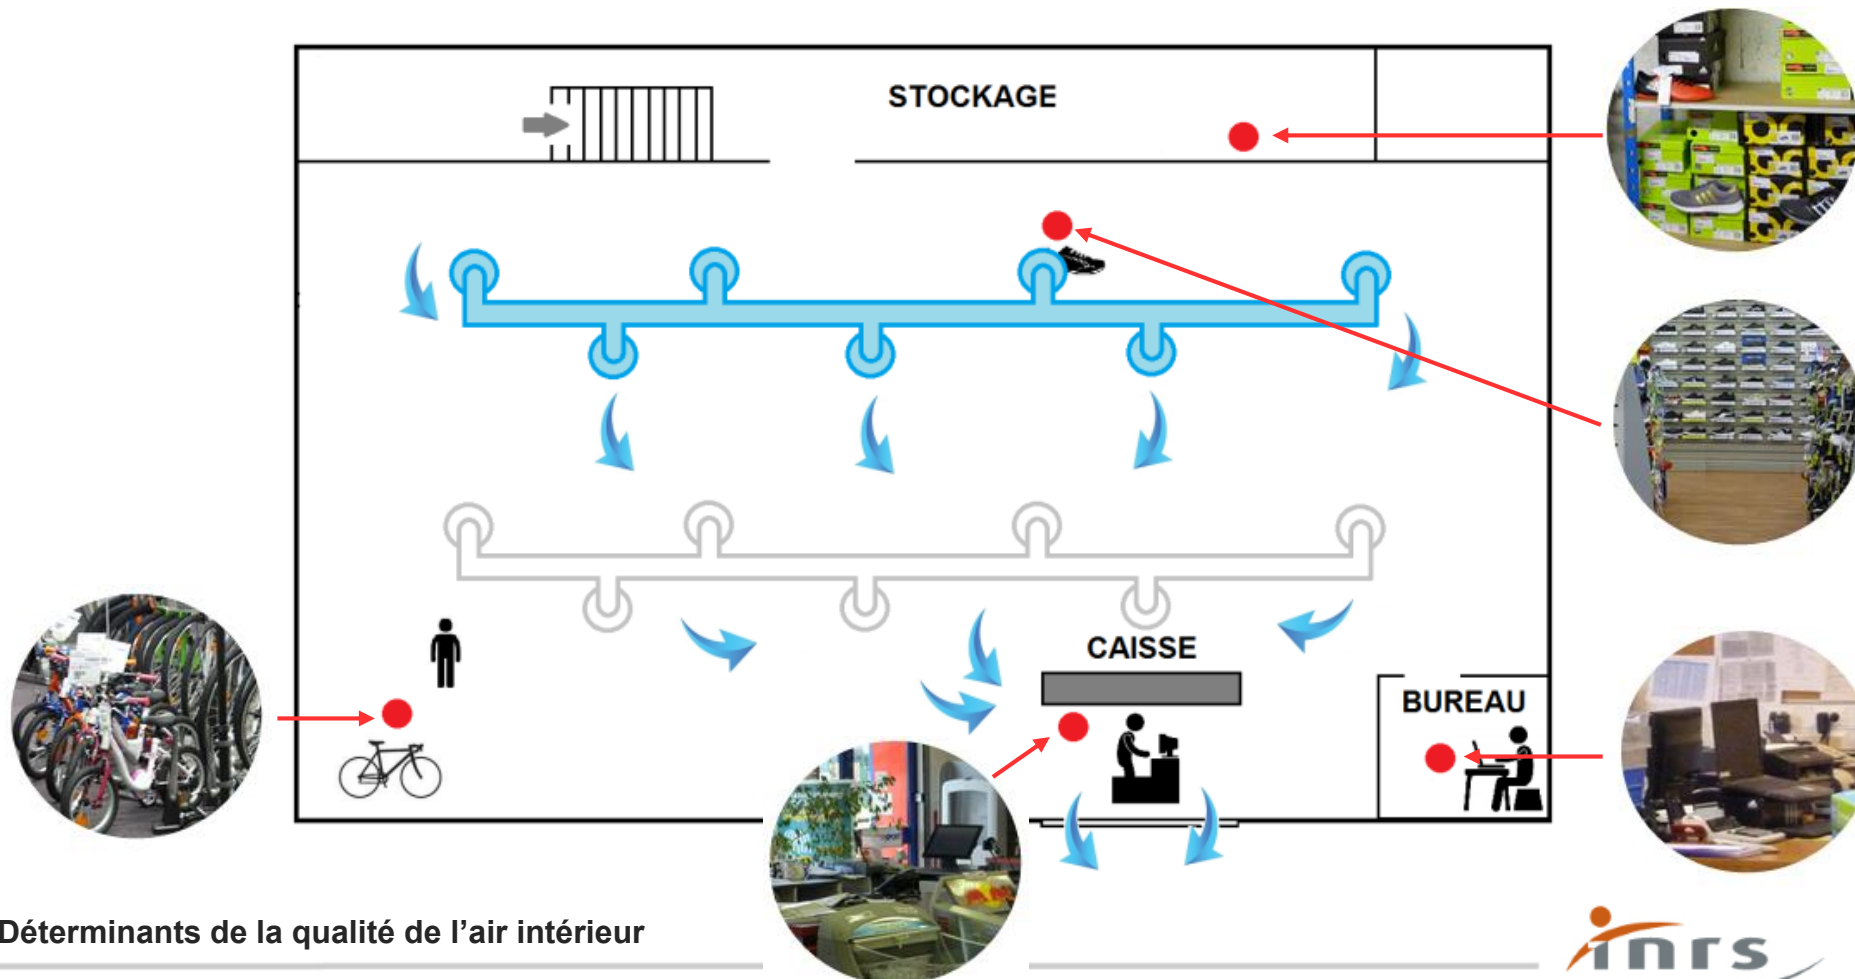 STOCKAGE
CAISSE
BUREAU
Déterminants de la qualité de l’air intérieur
inrs